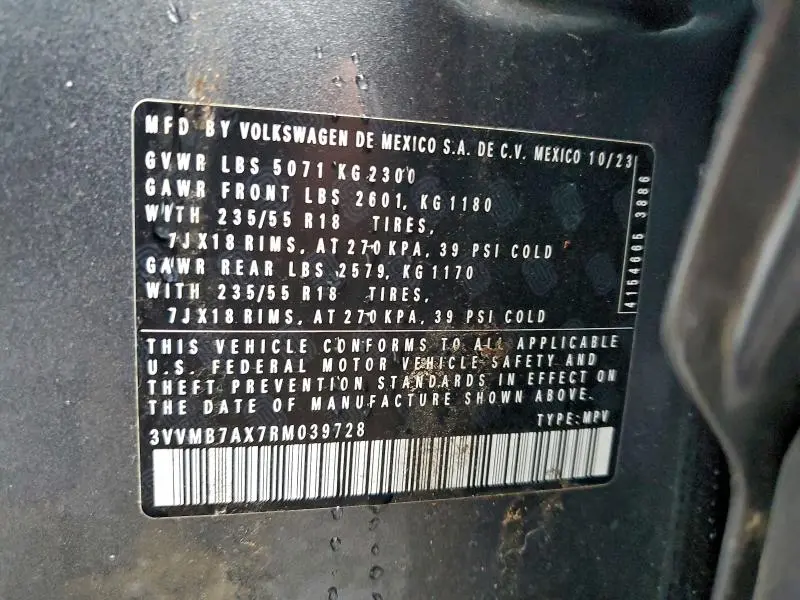 MFD BY VOLKSWAGEN DE MEXICO S.A. DE C.V. MEXICO 10/23
GVWR LBS 5071 KG 2300
GAWR FRONT LBS 2601, KG 1180
WITH 235/55 R18 TIRES,
7JX18 RIMS, AT 270 KPA, 39 PSI COLD
GAWR REAR LBS 2579, KG 1170
WITH 235/55 R18 TIRES,
7JX18 RIMS, AT 270 KPA, 39 PSI COLD
THIS VEHICLE CONFORMS TO ALL APPLICABLE
U.S. FEDERAL MOTOR VEHICLE SAFETY AND
THEFT PREVENTION STANDARDS IN EFFECT ON
THE DATE OF MANUFACTURE SHOWN ABOVE.
3VVMB7AX7RM039728 TYPE:MPV
4154665 3886